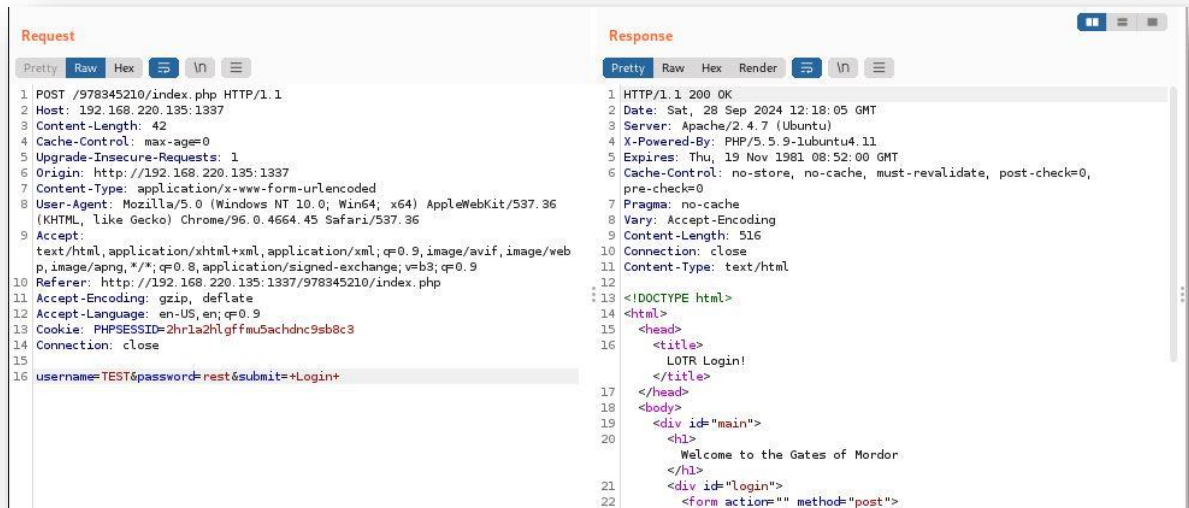 Request
Pretty Raw Hex \n
1 POST /978345210/index.php HTTP/1.1
2 Host: 192.168.220.135:1337
3 Content-Length: 42
4 Cache-Control: max-age=0
5 Upgrade-Insecure-Requests: 1
6 Origin: http://192.168.220.135:1337
7 Content-Type: application/x-www-form-urlencoded
8 User-Agent: Mozilla/5.0 (Windows NT 10.0; Win64; x64) AppleWebKit/537.36
(KHTML, like Gecko) Chrome/96.0.4664.45 Safari/537.36
9 Accept:
text/html,application/xhtml+xml,application/xml;q=0.9,image/avif,image/web
p,image/apng,*/*;q=0.8,application/signed-exchange;v=b3;q=0.9
10 Referer: http://192.168.220.135:1337/978345210/index.php
11 Accept-Encoding: gzip, deflate
12 Accept-Language: en-US,en;q=0.9
13 Cookie: PHPSESSID=2hr1a2hlgffmu5achdnc9sb8c3
14 Connection: close
15
16 username=TEST&password=rest&submit=+Login+
Response
Pretty Raw Hex Render \n
1 HTTP/1.1 200 OK
2 Date: Sat, 28 Sep 2024 12:18:05 GMT
3 Server: Apache/2.4.7 (Ubuntu)
4 X-Powered-By: PHP/5.5.9-1ubuntu4.11
5 Expires: Thu, 19 Nov 1981 08:52:00 GMT
6 Cache-Control: no-store, no-cache, must-revalidate, post-check=0,
pre-check=0
7 Pragma: no-cache
8 Vary: Accept-Encoding
9 Content-Length: 516
10 Connection: close
11 Content-Type: text/html
12
13 <!DOCTYPE html>
14 <html>
15 <head>
16 <title>
LOTR Login!
</title>
17 </head>
18 <body>
19 <div id="main">
20 <h1>
Welcome to the Gates of Mordor
</h1>
21 <div id="login">
22 <form action="" method="post">